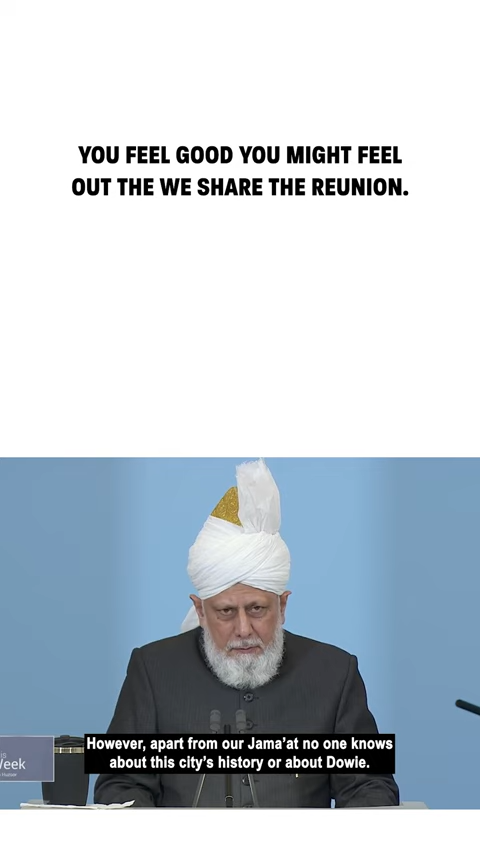 YOU FEEL GOOD YOU MIGHT FEEL
OUT THE WE SHARE THE REUNION.
However, apart from our Jama'at no one knows
about this city's history or about Dowie.
is
Week